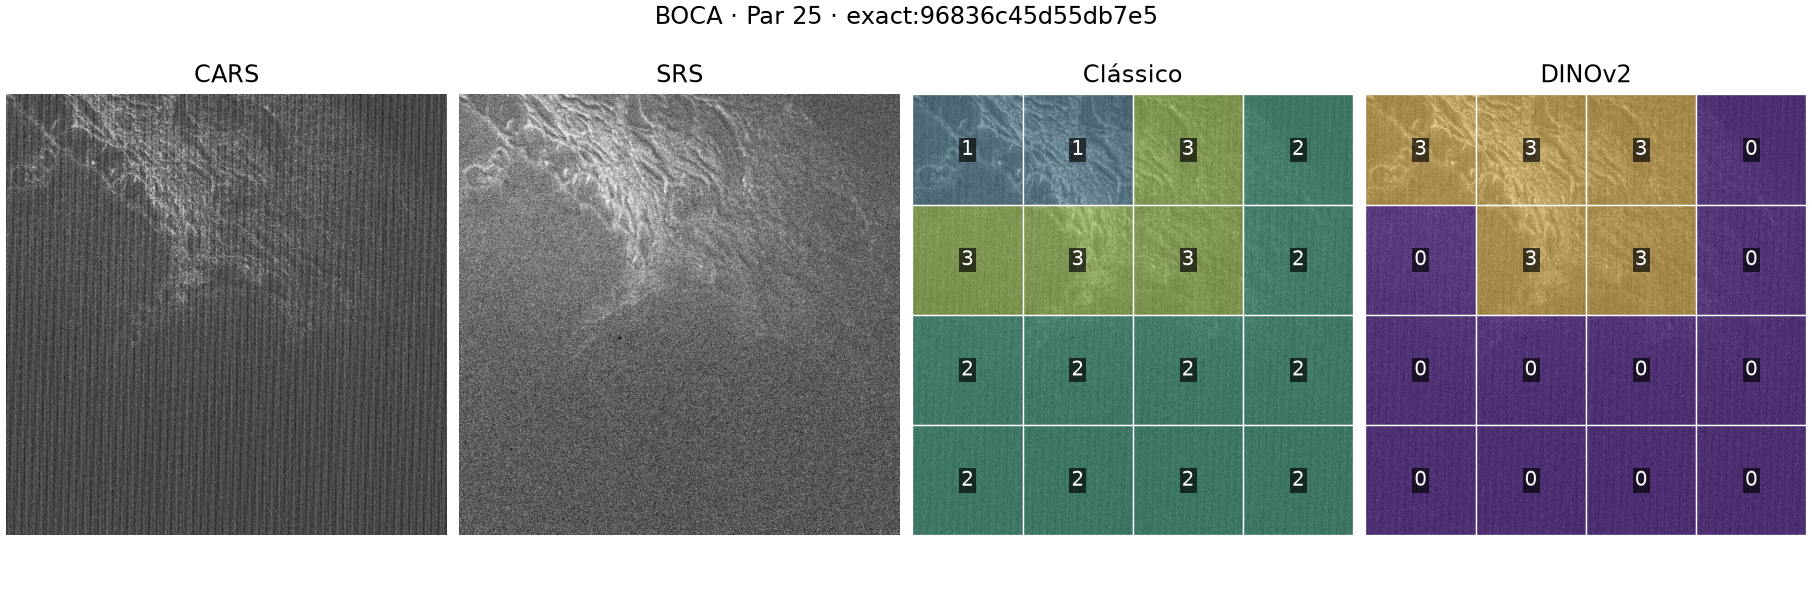 BOCA · Par 25 · exact:96836c45d55db7e5
CARS
SRS
Clássico
DINOv2
1 1 3 2
3 3 3 0
3 3 3 2
0 3 3 0
2 2 2 2
0 0 0 0
2 2 2 2
0 0 0 0